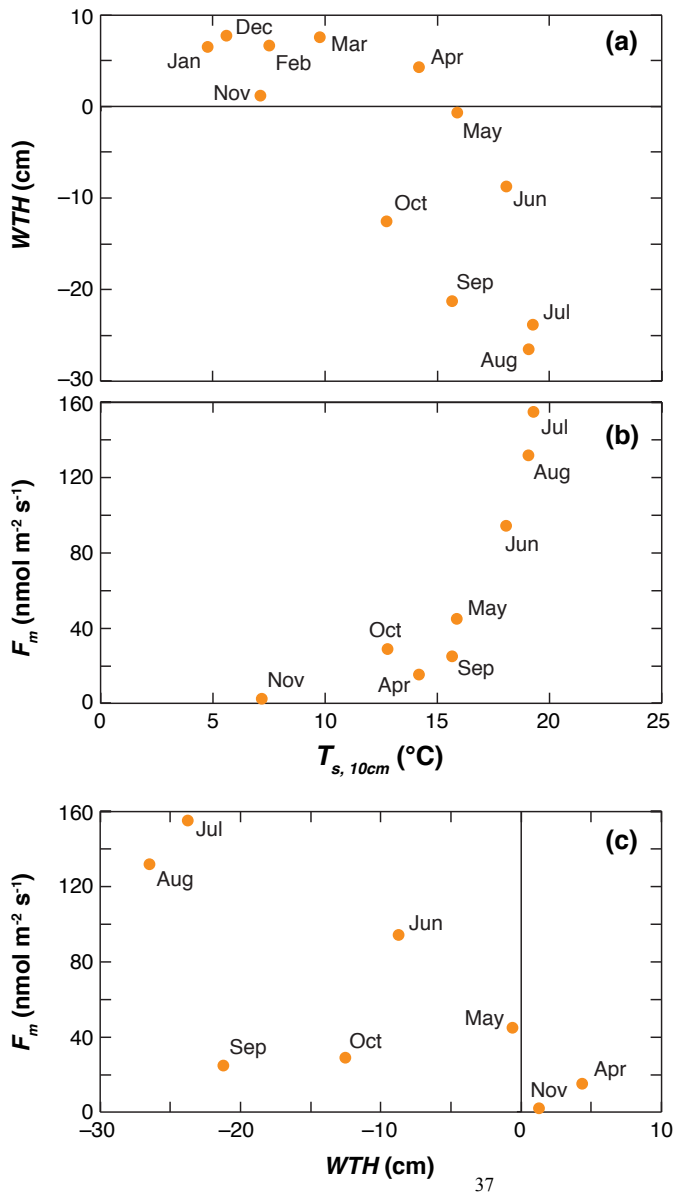 10
(a)
Dec
Mar
Jan
Feb
Apr
Nov
0
May
WTH (cm)
−10
Jun
Oct
Sep
−20
Jul
Aug
−30
160
(b)
Jul
Aug
120
Jun
80
F_m (nmol m⁻² s⁻¹)
May
Oct
40
Nov
Apr
Sep
0
0 5 10 15 20 25
T_s, 10cm (°C)
160
Jul
(c)
Aug
120
Jun
80
F_m (nmol m⁻² s⁻¹)
May
Oct
Sep
40
Apr
Nov
0
−30 −20 −10 0 10
WTH (cm)
37